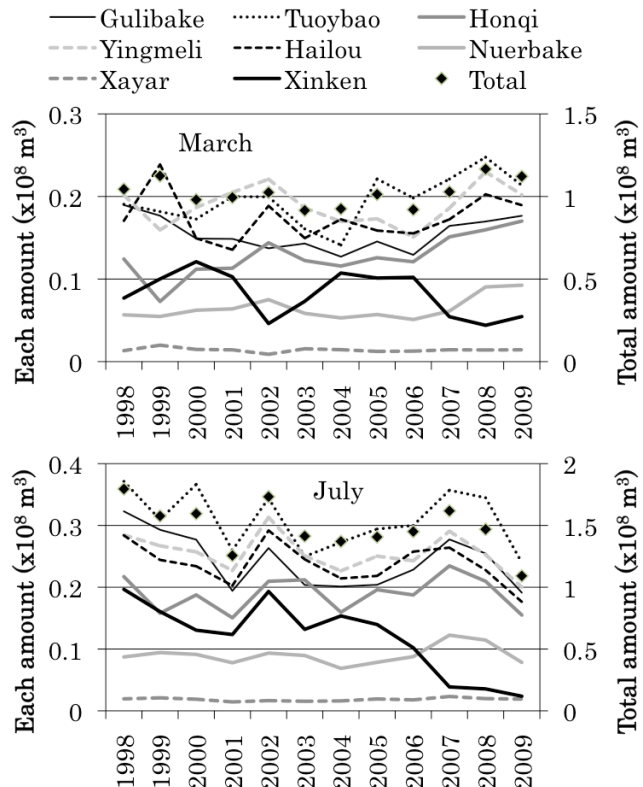 Gulibake Tuoybao Honqi
Yingmeli Hailou Nuerbake
Xayar Xinken Total
Each amount (x10⁸ m³)
0.3
0.2
0.1
0
March
1.5
1
0.5
0
Total amount (x10⁸ m³)
1998 1999 2000 2001 2002 2003 2004 2005 2006 2007 2008 2009
Each amount (x10⁸ m³)
0.4
0.3
0.2
0.1
0
July
2
1.5
1
0.5
0
Total amount (x10⁸ m³)
1998 1999 2000 2001 2002 2003 2004 2005 2006 2007 2008 2009